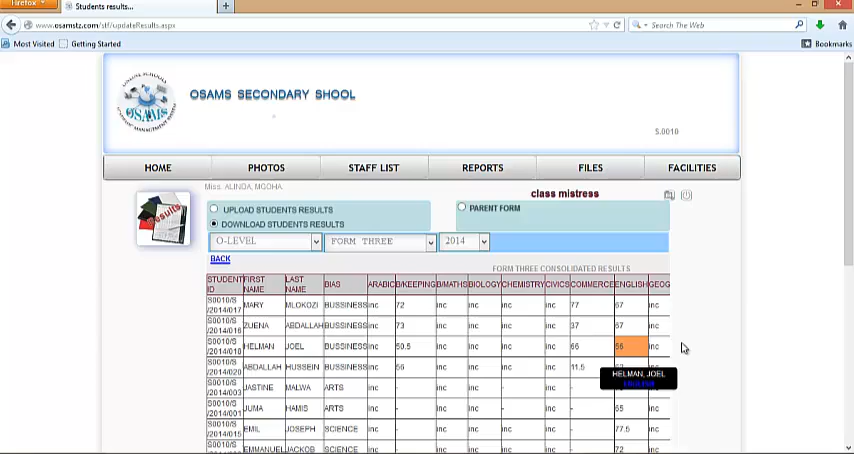 Firefox
Students results...
+
www.osamstz.com/stf/updateResults.aspx
Search The Web
Most Visited
Getting Started
Bookmarks
OSAMS
OSAMS SECONDARY SHOOL
S.0010
HOME PHOTOS STAFF LIST REPORTS FILES FACILITIES
Miss. ALINDA, MGOHA.
class mistress
Results
UPLOAD STUDENTS RESULTS
PARENT FORM
DOWNLOAD STUDENTS RESULTS
O-LEVEL FORM THREE 2014
BACK
FORM THREE CONSOLIDATED RESULTS
STUDENT ID FIRST NAME LAST NAME BIAS ARABIC B/KEEPING B/MATHS BIOLOGY CHEMISTRY CIVICS COMMERCE ENGLISH GEOG
S0010/S/2014/017 MARY MLOKOZI BUSSINESS inc 72 inc inc inc inc 77 67 inc
S0010/S/2014/016 ZUENA ABDALLAH BUSSINESS inc 73 inc inc inc inc 37 67 inc
S0010/S/2014/018 HELMAN JOEL BUSSINESS inc 50.5 inc inc inc inc 66 56 inc
S0010/S/2014/020 ABDALLAH HUSSEIN BUSSINESS inc 56 inc inc inc inc 11.5 inc
HELMAN, JOEL
S0010/S/2014/003 JASTINE MALWA ARTS inc - inc inc inc inc - inc
S0010/S/2014/001 JUMA HAMIS ARTS inc - inc inc inc inc - 65 inc
S0010/S/2014/015 EMIL JOSEPH SCIENCE inc - inc inc inc inc - 77.5 inc
S0010/S EMMANUEL JACKOB SCIENCE inc - inc inc inc inc - 72 inc